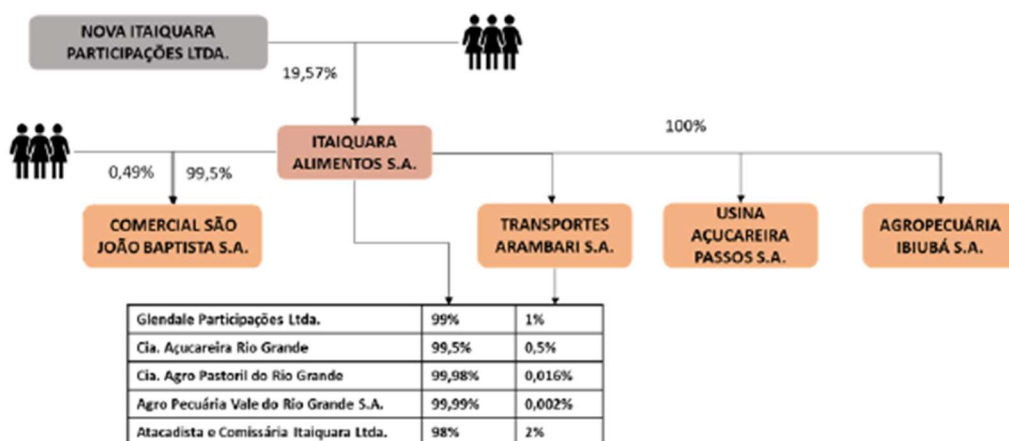 NOVA ITAIQUARA
PARTICIPAÇÕES LTDA.
19,57%
ITAIQUARA
ALIMENTOS S.A.
100%
0,49%
99,5%
COMERCIAL SÃO
JOÃO BAPTISTA S.A.
TRANSPORTES
ARAMBARI S.A.
USINA
AÇUCAREIRA
PASSOS S.A.
AGROPECUÁRIA
IBIUBÁ S.A.
Glendale Participações Ltda. 99% 1%
Cia. Açucareira Rio Grande 99,5% 0,5%
Cia. Agro Pastoril do Rio Grande 99,98% 0,016%
Agro Pecuária Vale do Rio Grande S.A. 99,99% 0,002%
Atacadista e Comissária Itaiquara Ltda. 98% 2%